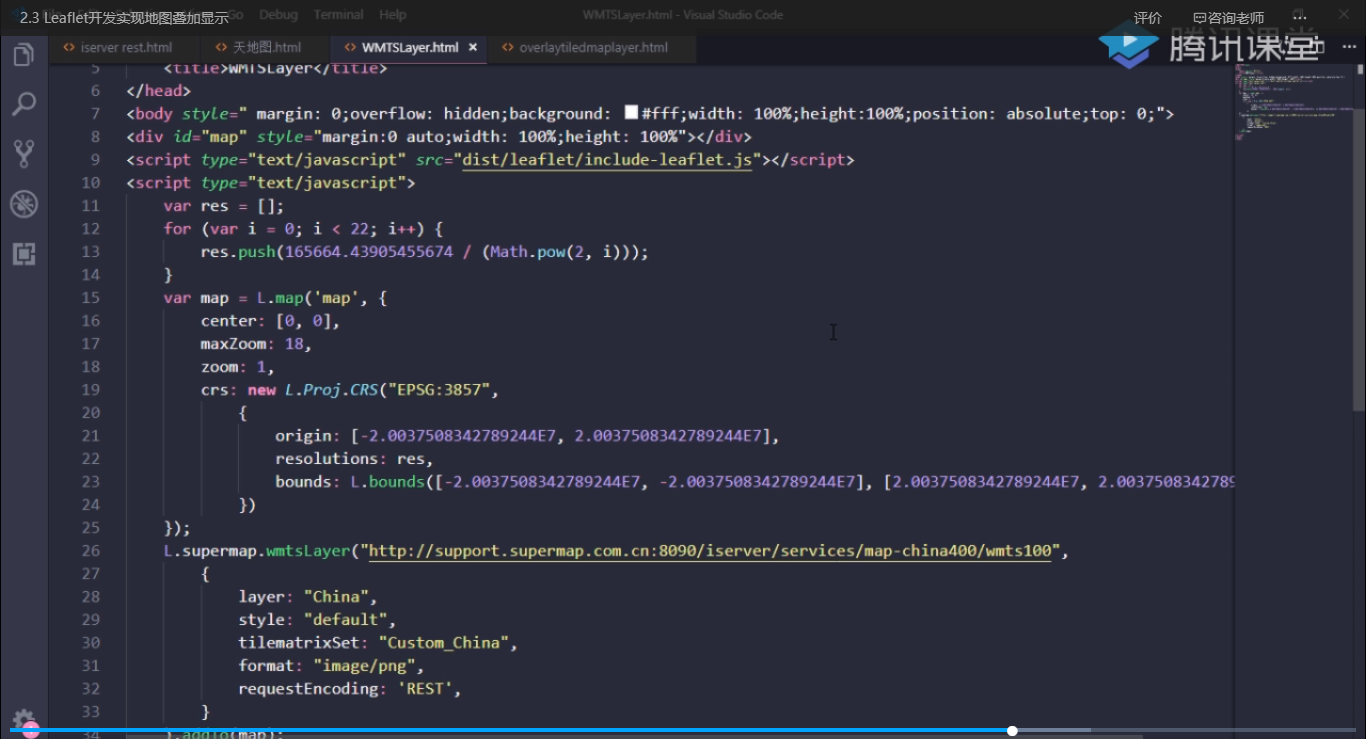 2.3 Leaflet开发实现地图叠加显示
Go Debug Terminal Help
WMTSLayer.html - Visual Studio Code
评价 咨询老师 ...
<> iserver rest.html <> 天地图.html <> WMTSLayer.html × <> overlaytiledmaplayer.html
腾讯课堂
5 <title>WMTSLayer</title>
6 </head>
7 <body style=" margin: 0;overflow: hidden;background: #fff;width: 100%;height:100%;position: absolute;top: 0;">
8 <div id="map" style="margin:0 auto;width: 100%;height: 100%"></div>
9 <script type="text/javascript" src="dist/leaflet/include-leaflet.js"></script>
10 <script type="text/javascript">
11 var res = [];
12 for (var i = 0; i < 22; i++) {
13 res.push(165664.43905455674 / (Math.pow(2, i)));
14 }
15 var map = L.map('map', {
16 center: [0, 0],
17 maxZoom: 18,
18 zoom: 1,
19 crs: new L.Proj.CRS("EPSG:3857",
20 {
21 origin: [-2.0037508342789244E7, 2.0037508342789244E7],
22 resolutions: res,
23 bounds: L.bounds([-2.0037508342789244E7, -2.0037508342789244E7], [2.0037508342789244E7, 2.0037508342789
24 })
25 });
26 L.supermap.wmtsLayer("http://support.supermap.com.cn:8090/iserver/services/map-china400/wmts100",
27 {
28 layer: "China",
29 style: "default",
30 tilematrixSet: "Custom_China",
31 format: "image/png",
32 requestEncoding: 'REST',
33 }
34 ).addTo(map);